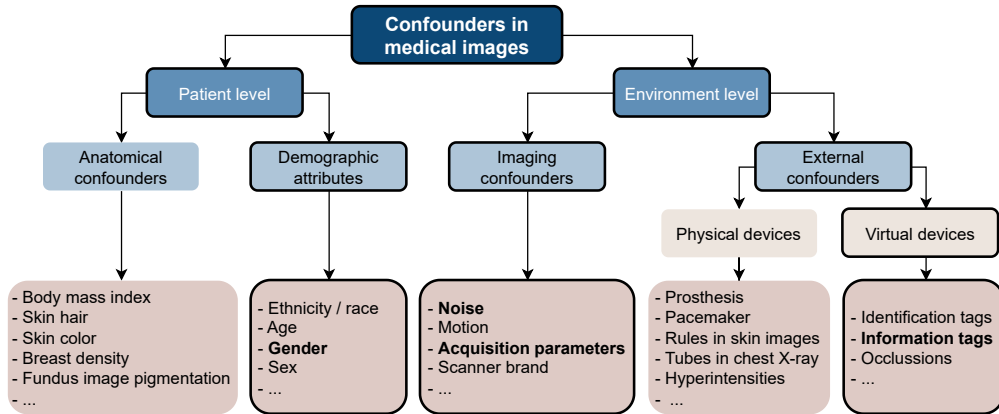 Confounders in
medical images
Patient level
Environment level
Anatomical
confounders
Demographic
attributes
Imaging
confounders
External
confounders
Physical devices
Virtual devices
- Body mass index
- Skin hair
- Skin color
- Breast density
- Fundus image pigmentation
- ...
- Ethnicity / race
- Age
- Gender
- Sex
- ...
- Noise
- Motion
- Acquisition parameters
- Scanner brand
- ...
- Prosthesis
- Pacemaker
- Rules in skin images
- Tubes in chest X-ray
- Hyperintensities
- ...
- Identification tags
- Information tags
- Occlussions
- ...